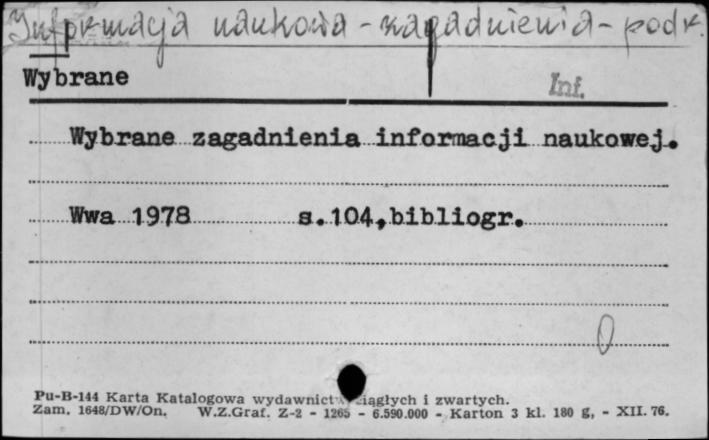 Informacja naukowa - zagadnienia - podr.
Wybrane
Inf.
Wybrane zagadnienia informacji naukowej.
Wwa 1978 s.104,bibliogr.
0
Pu-B-144 Karta Katalogowa wydawnictw ciągłych i zwartych.
Zam. 1648/DW/On. W.Z.Graf. Z-2 - 1265 - 6.590.000 - Karton 3 kl. 180 g, - XII. 76.